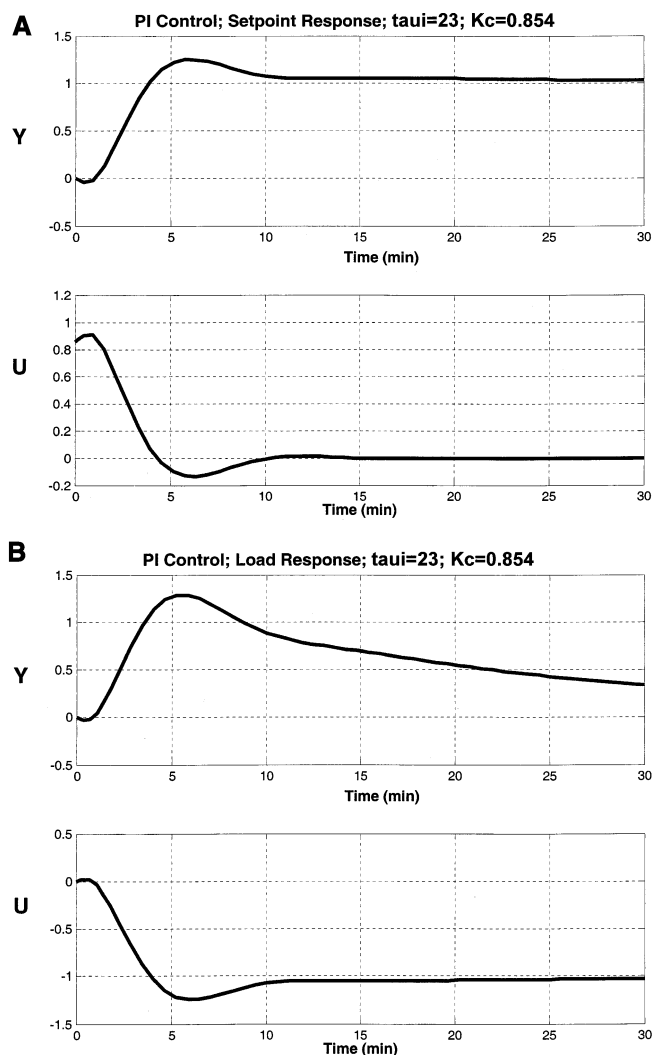 A
PI Control; Setpoint Response; taui=23; Kc=0.854
1.5
1
0.5
0
-0.5
Y
0 5 10 15 20 25 30
Time (min)
1.2
1
0.8
0.6
0.4
0.2
0
-0.2
U
0 5 10 15 20 25 30
Time (min)
B
PI Control; Load Response; taui=23; Kc=0.854
1.5
1
0.5
0
-0.5
Y
0 5 10 15 20 25 30
Time (min)
0.5
0
-0.5
-1
-1.5
U
0 5 10 15 20 25 30
Time (min)